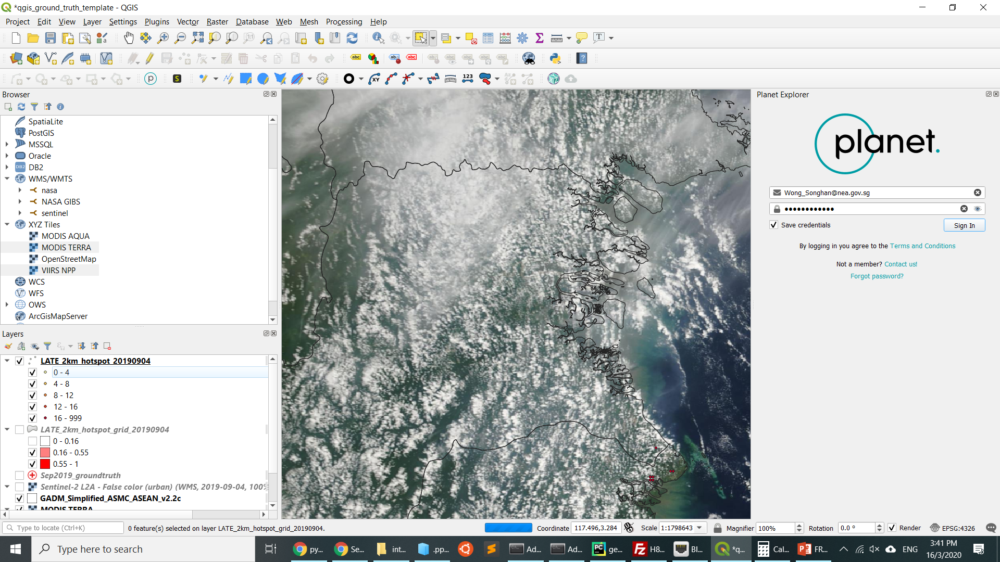 *qgis_ground_truth_template - QGIS
Project Edit View Layer Settings Plugins Vector Raster Database Web Mesh Processing Help
Browser
SpatiaLite
PostGIS
MSSQL
Oracle
DB2
WMS/WMTS
nasa
NASA GIBS
sentinel
XYZ Tiles
MODIS AQUA
MODIS TERRA
OpenStreetMap
VIIRS NPP
WCS
WFS
OWS
ArcGisMapServer
Layers
LATE_2km_hotspot_20190904
0 - 4
4 - 8
8 - 12
12 - 16
16 - 999
LATE_2km_hotspot_grid_20190904
0 - 0.16
0.16 - 0.55
0.55 - 1
Sep2019_groundtruth
Sentinel-2 L2A - False color (urban) (WMS, 2019-09-04, 100%
GADM_Simplified_ASMC_ASEAN_v2.2c
MODIS TERRA
Planet Explorer
planet.
Wong_Songhan@nea.gov.sg
Save credentials
Sign In
By logging in you agree to the Terms and Conditions
Not a member? Contact us!
Forgot password?
Type to locate (Ctrl+K)
0 feature(s) selected on layer LATE_2km_hotspot_grid_20190904.
Coordinate 117.496,3.284 Scale 1:1798643 Magnifier 100% Rotation 0.0 ° Render EPSG:4326
Type here to search
py... Se... int... .pp... Ad... Ad... ge... H8... Bl... *q... Cal... FR...
ENG
3:41 PM
16/3/2020